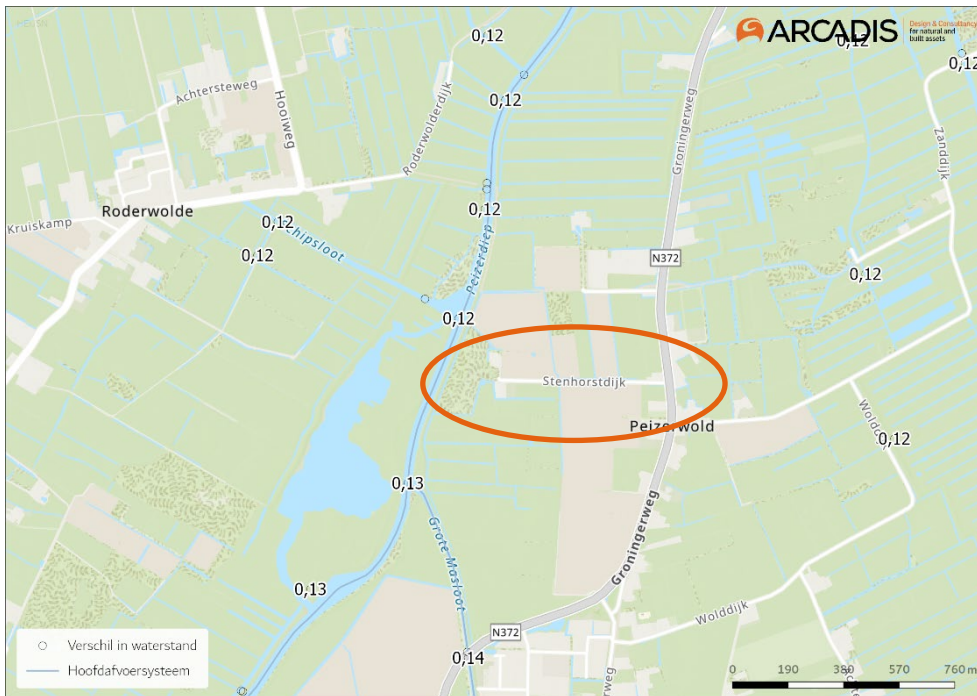 HEKEN
ARCADIS
Design & Consultancy
for natural and
built assets
0,12
0,12
0,12
0,12
Achtersteweg
Hooiweg
Roderwolderdijk
Groningerweg
Zanddijk
Roderwolde
Kruiskamp
0,12
0,12
0,12
Schipsloot
Peizerdiep
N372
0,12
0,12
Stenhorstdijk
Peizerwold
Wolddijk
0,12
0,13
Grote Masloot
Groningerweg
0,13
Wolddijk
N372
0,14
Verschil in waterstand
Hoofdafvoersysteem
0 190 380 570 760 m